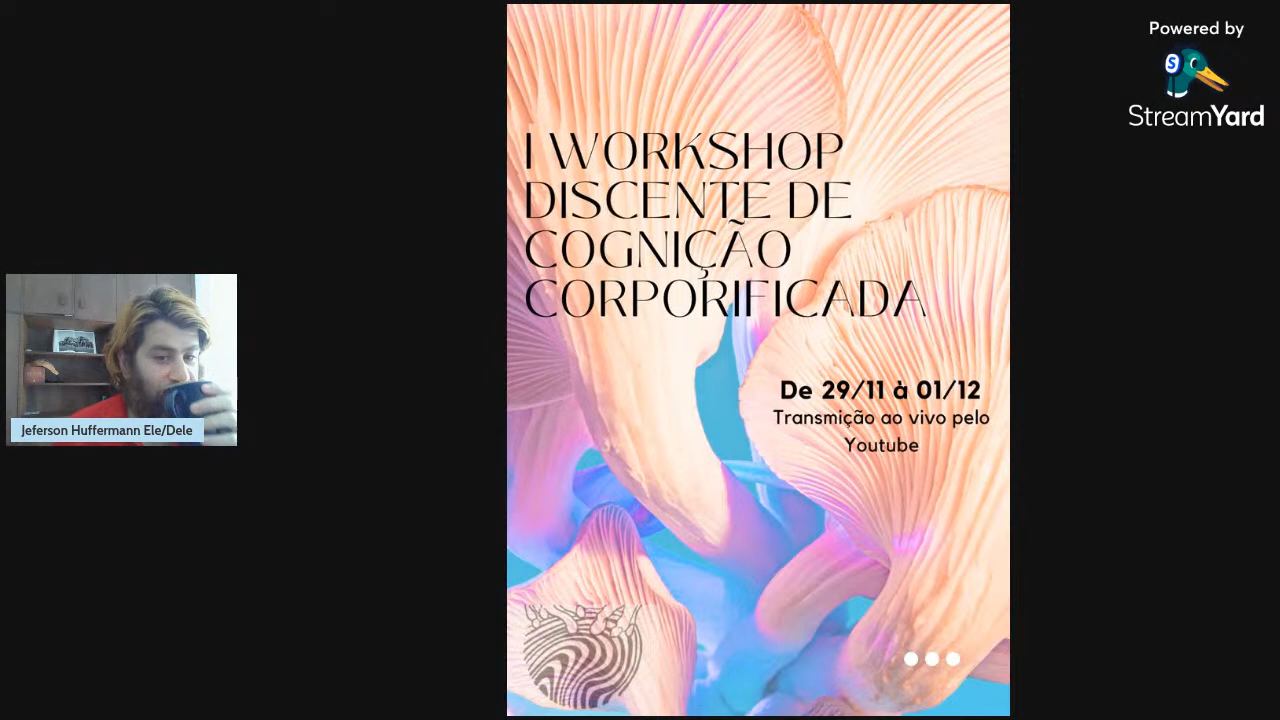 Powered by
StreamYard
I WORKSHOP
DISCENTE DE
COGNIÇÃO
CORPORIFICADA
De 29/11 à 01/12
Transmição ao vivo pelo
Youtube
Jeferson Huffermann Ele/Dele